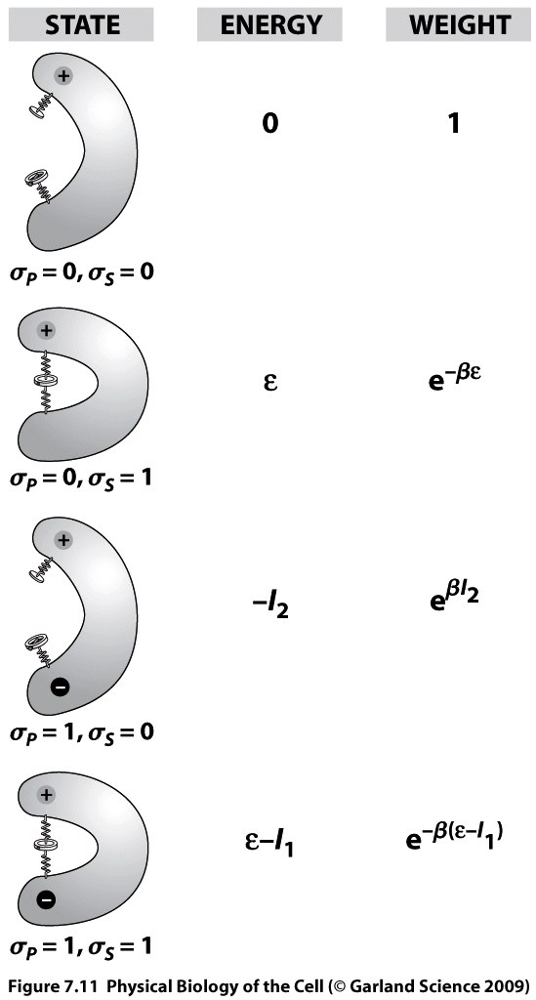 STATE ENERGY WEIGHT
+
0 1
σP = 0, σS = 0
+
ε e^–βε
σP = 0, σS = 1
+
–I2 e^βI2
–
σP = 1, σS = 0
+
ε–I1 e^–β(ε–I1)
–
σP = 1, σS = 1
Figure 7.11 Physical Biology of the Cell (© Garland Science 2009)